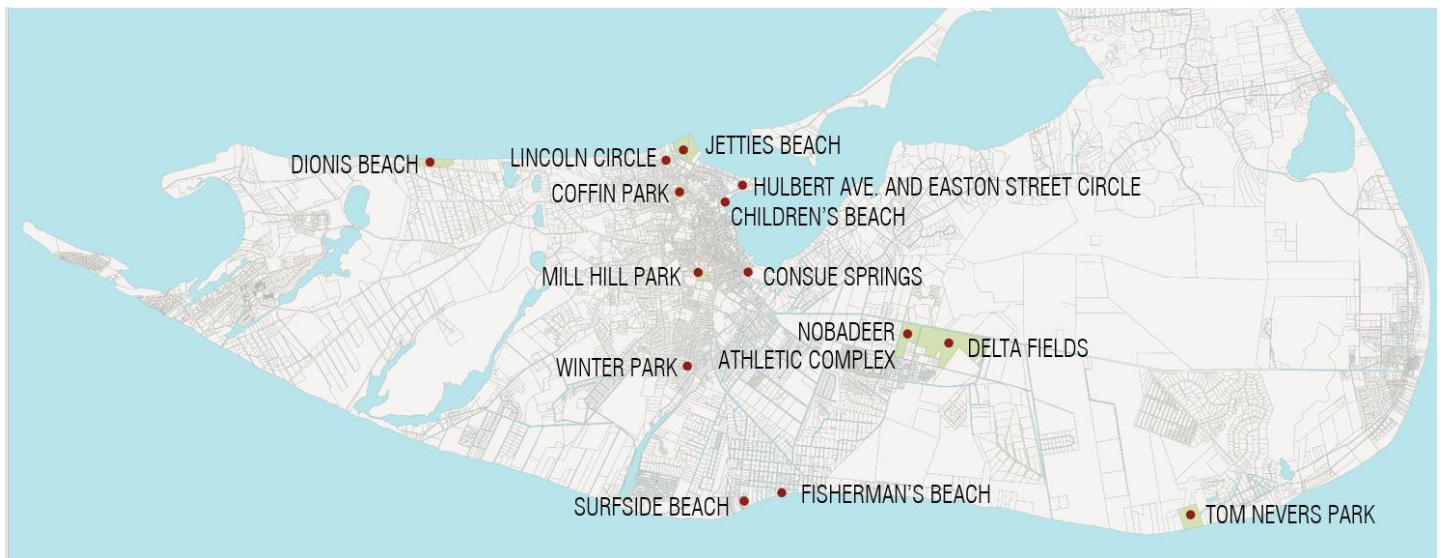 JETTIES BEACH
LINCOLN CIRCLE
DIONIS BEACH
HULBERT AVE. AND EASTON STREET CIRCLE
COFFIN PARK
CHILDREN'S BEACH
MILL HILL PARK
CONSUE SPRINGS
NOBADEER
ATHLETIC COMPLEX
DELTA FIELDS
WINTER PARK
FISHERMAN'S BEACH
SURFSIDE BEACH
TOM NEVERS PARK